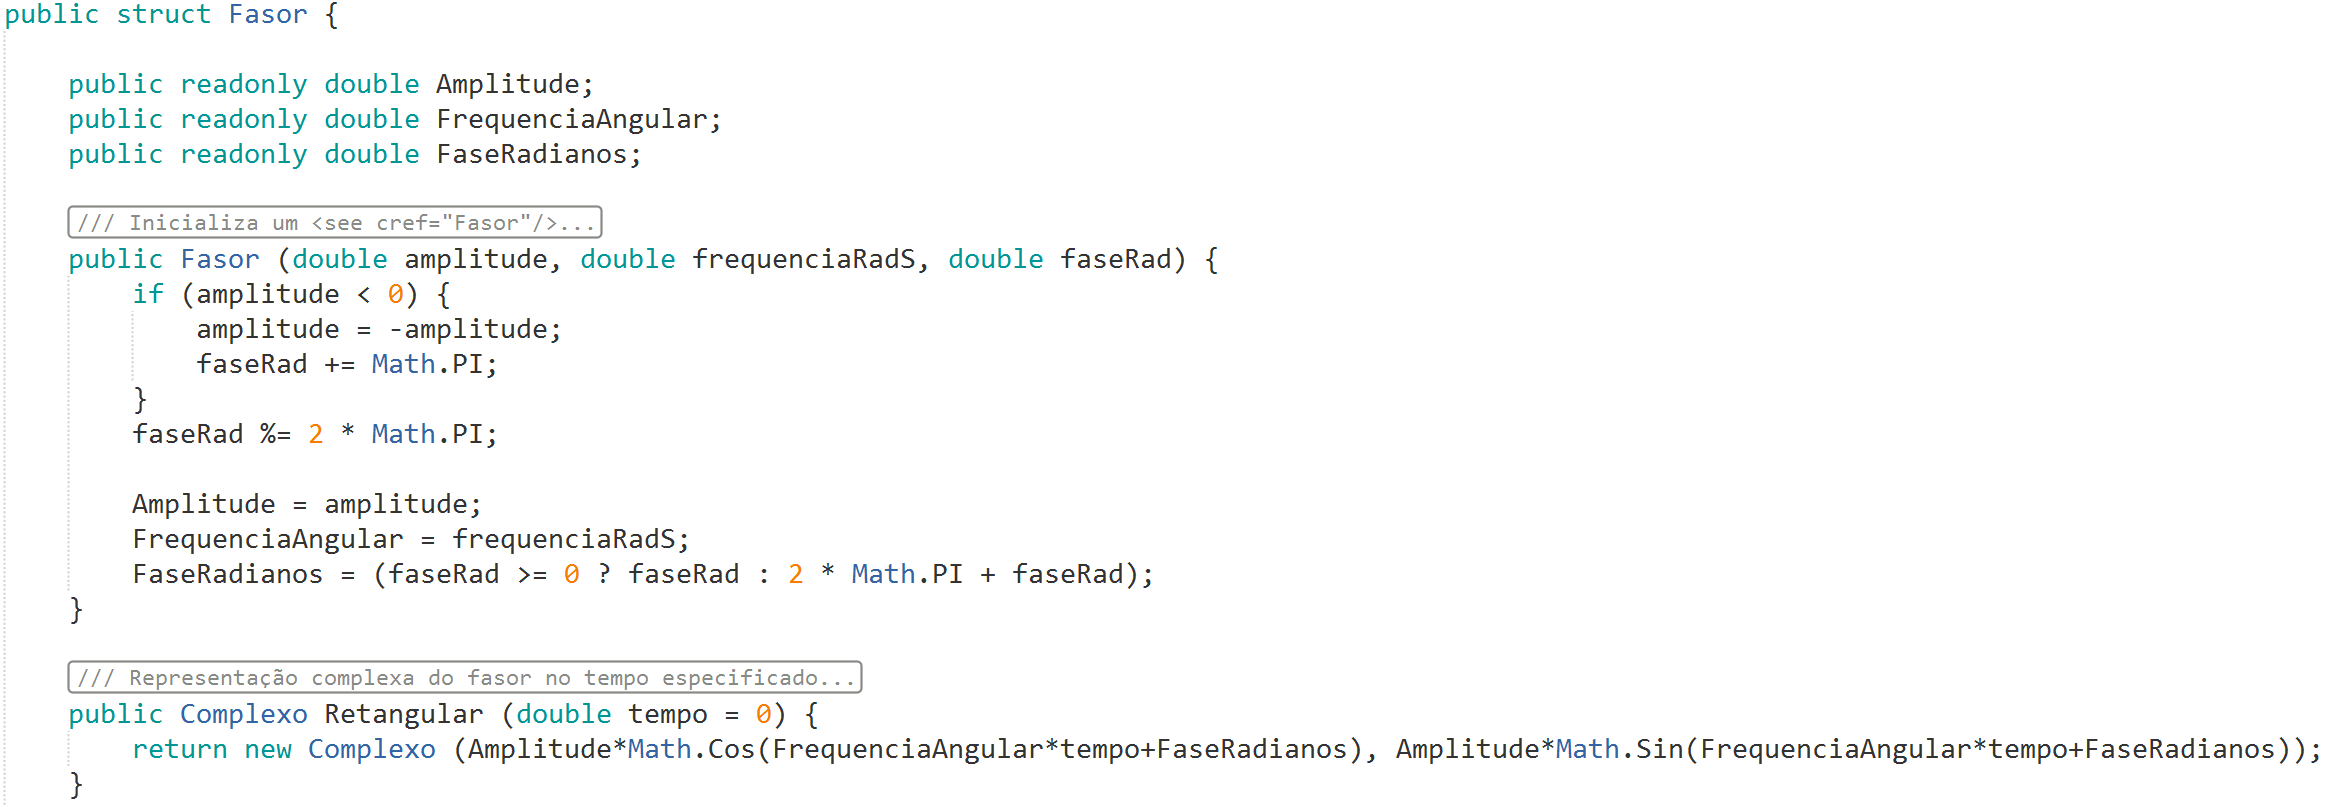 public struct Fasor {
public readonly double Amplitude;
public readonly double FrequenciaAngular;
public readonly double FaseRadianos;
/// Inicializa um <see cref="Fasor"/>...
public Fasor (double amplitude, double frequenciaRadS, double faseRad) {
if (amplitude < 0) {
amplitude = -amplitude;
faseRad += Math.PI;
}
faseRad %= 2 * Math.PI;
Amplitude = amplitude;
FrequenciaAngular = frequenciaRadS;
FaseRadianos = (faseRad >= 0 ? faseRad : 2 * Math.PI + faseRad);
}
/// Representação complexa do fasor no tempo especificado...
public Complexo Retangular (double tempo = 0) {
return new Complexo (Amplitude*Math.Cos(FrequenciaAngular*tempo+FaseRadianos), Amplitude*Math.Sin(FrequenciaAngular*tempo+FaseRadianos));
}